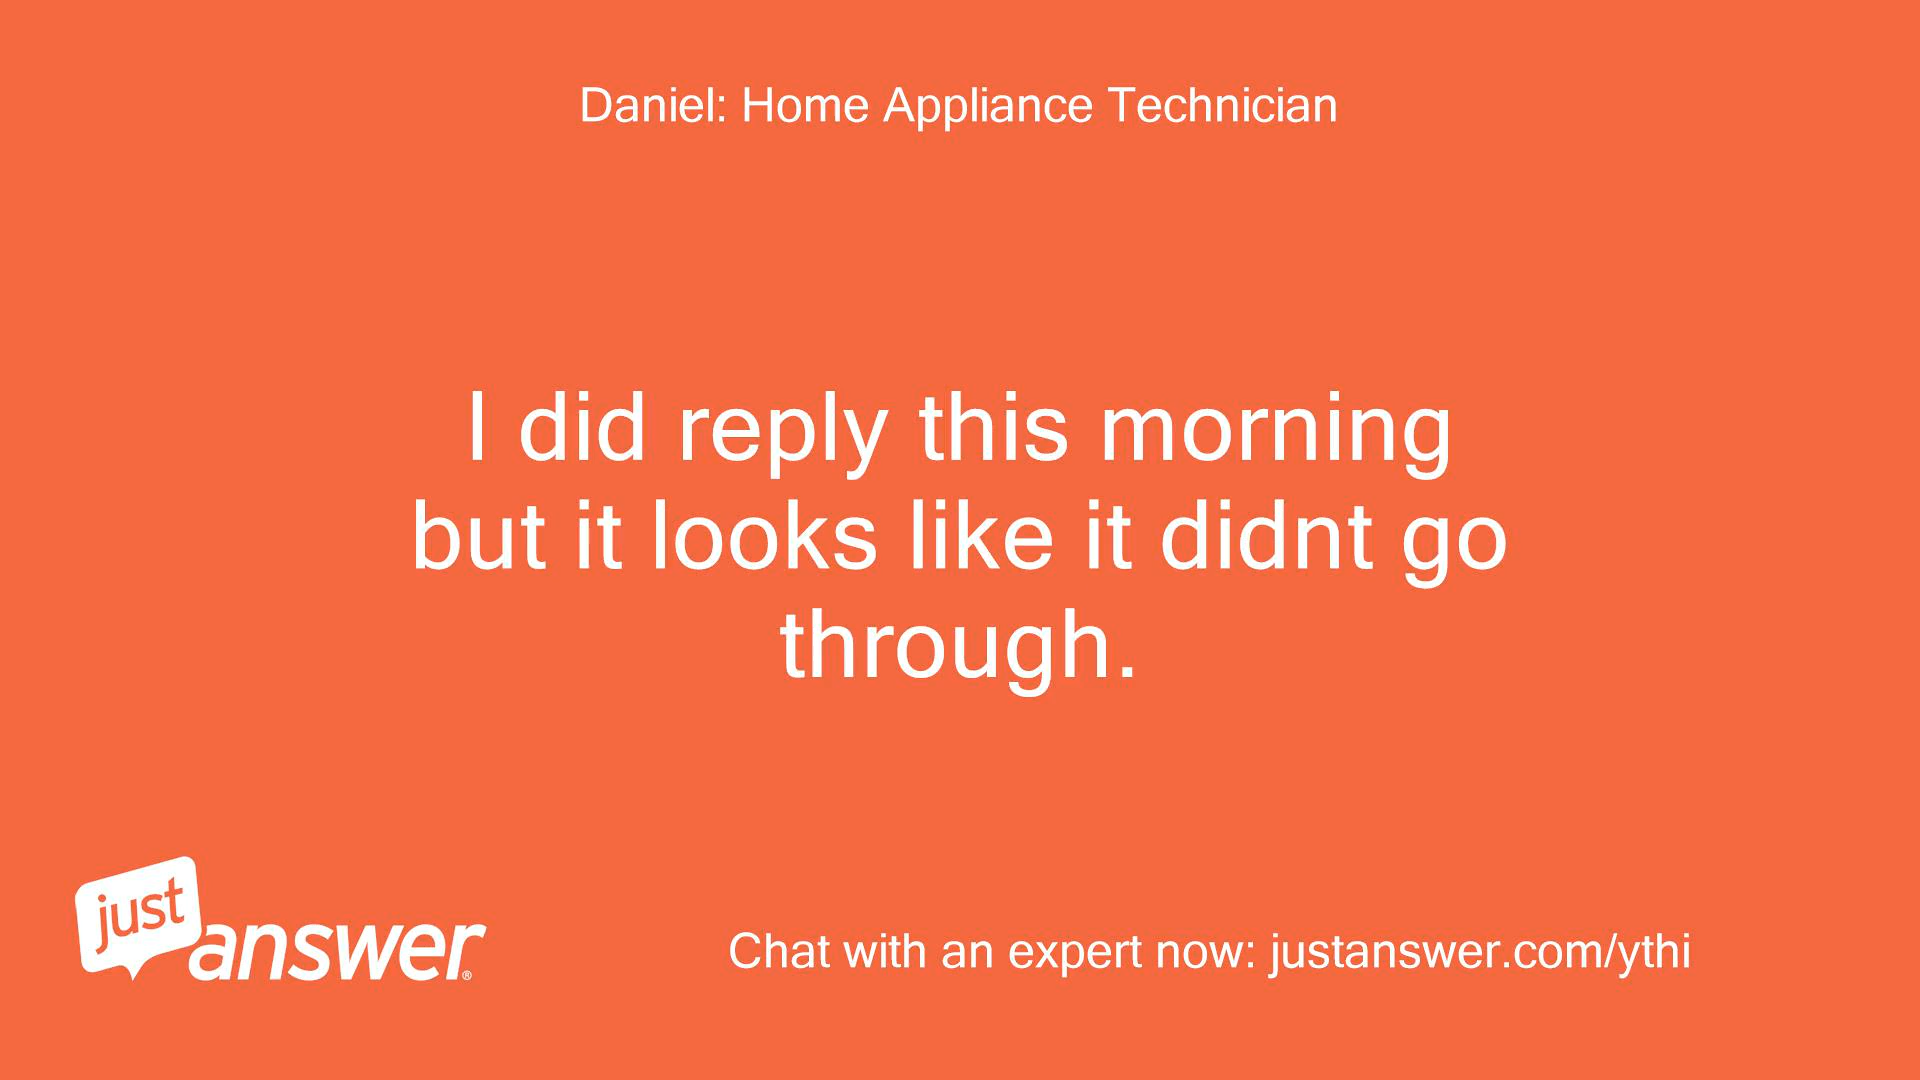 Daniel: Home Appliance Technician
I did reply this morning
but it looks like it didnt go
through.
just
answer®
Chat with an expert now: justanswer.com/ythi